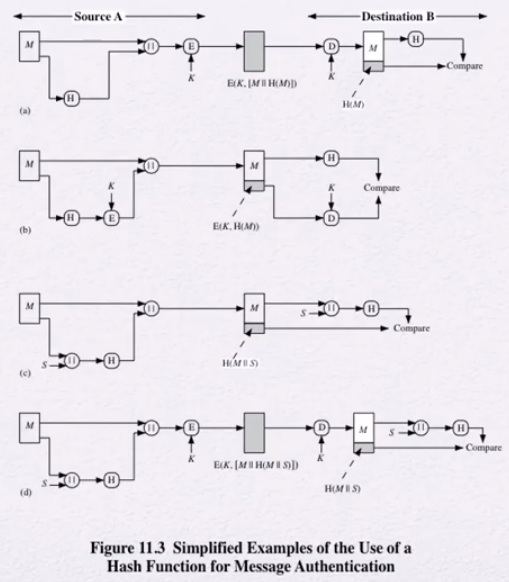 Source A
Destination B
M
||
E
K
E(K, [M || H(M)])
D
K
M
H
Compare
H
H(M)
(a)
M
||
M
H
K
K
Compare
H
E
D
E(K, H(M))
(b)
M
||
M
S
||
H
Compare
S
||
H
H(M || S)
(c)
M
||
E
K
E(K, [M || H(M || S)])
D
K
M
S
||
H
Compare
S
||
H
H(M || S)
(d)
Figure 11.3 Simplified Examples of the Use of a
Hash Function for Message Authentication